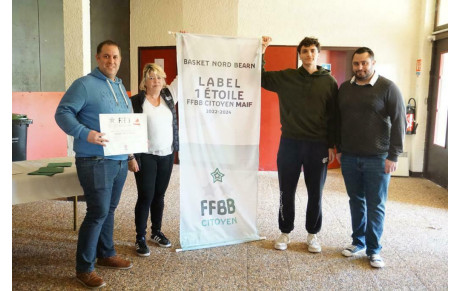 BASKET NORD BEARN
LABEL
1 ÉTOILE
FFBB CITOYEN MAIF
2022-2024
FFBB
CITOYEN